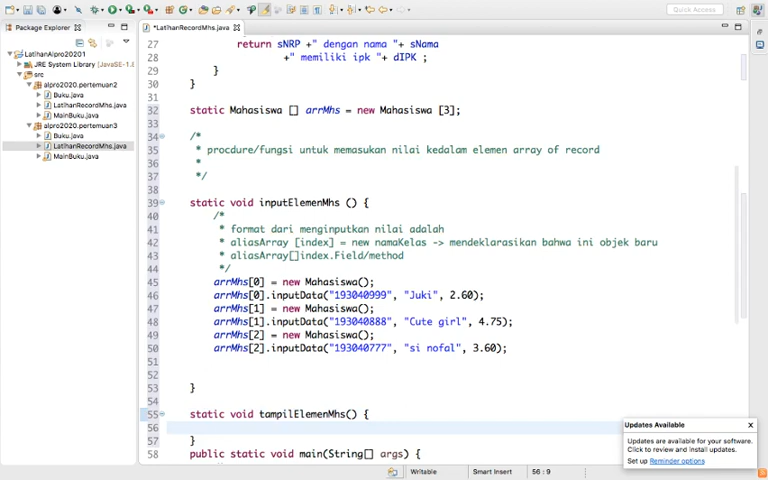 Quick Access
Package Explorer
LatihanAlpro20201
JRE System Library [JavaSE-1.8]
src
alpro2020.pertemuan2
Buku.java
LatihanRecordMhs.java
MainBuku.java
alpro2020.pertemuan3
Buku.java
LatihanRecordMhs.java
MainBuku.java
*LatihanRecordMhs.java
27 return sNRP +" dengan nama "+ sNama
28 +" memiliki ipk "+ dIPK ;
29 }
30 }
31
32 static Mahasiswa [] arrMhs = new Mahasiswa [3];
33
34 /*
35 * procdure/fungsi untuk memasukan nilai kedalam elemen array of record
36 *
37 */
38
39 static void inputElemenMhs () {
40 /*
41 * format dari menginputkan nilai adalah
42 * aliasArray [index] = new namaKelas -> mendeklarasikan bahwa ini objek baru
43 * aliasArray[]index.Field/method
44 */
45 arrMhs[0] = new Mahasiswa();
46 arrMhs[0].inputData("193040999", "Juki", 2.60);
47 arrMhs[1] = new Mahasiswa();
48 arrMhs[1].inputData("193040888", "Cute girl", 4.75);
49 arrMhs[2] = new Mahasiswa();
50 arrMhs[2].inputData("193040777", "si nofal", 3.60);
51
52
53 }
54
55 static void tampilElemenMhs() {
56
57 }
58 public static void main(String[] args) {
Updates Available X
Updates are available for your software.
Click to review and install updates.
Set up Reminder options
Writable
Smart Insert
56 : 9